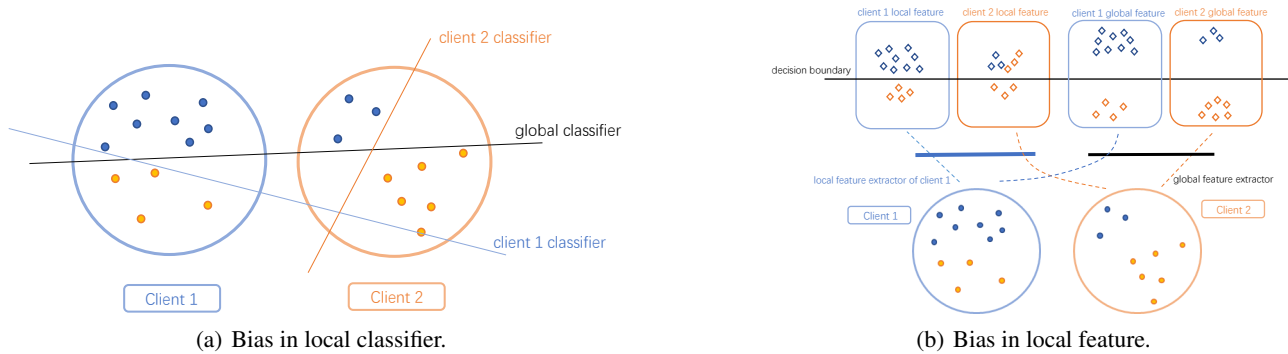 client 2 classifier
global classifier
client 1 classifier
Client 1
Client 2
(a) Bias in local classifier.
client 1 local feature
client 2 local feature
client 1 global feature
client 2 global feature
decision boundary
local feature extractor of client 1
global feature extractor
Client 1
Client 2
(b) Bias in local feature.